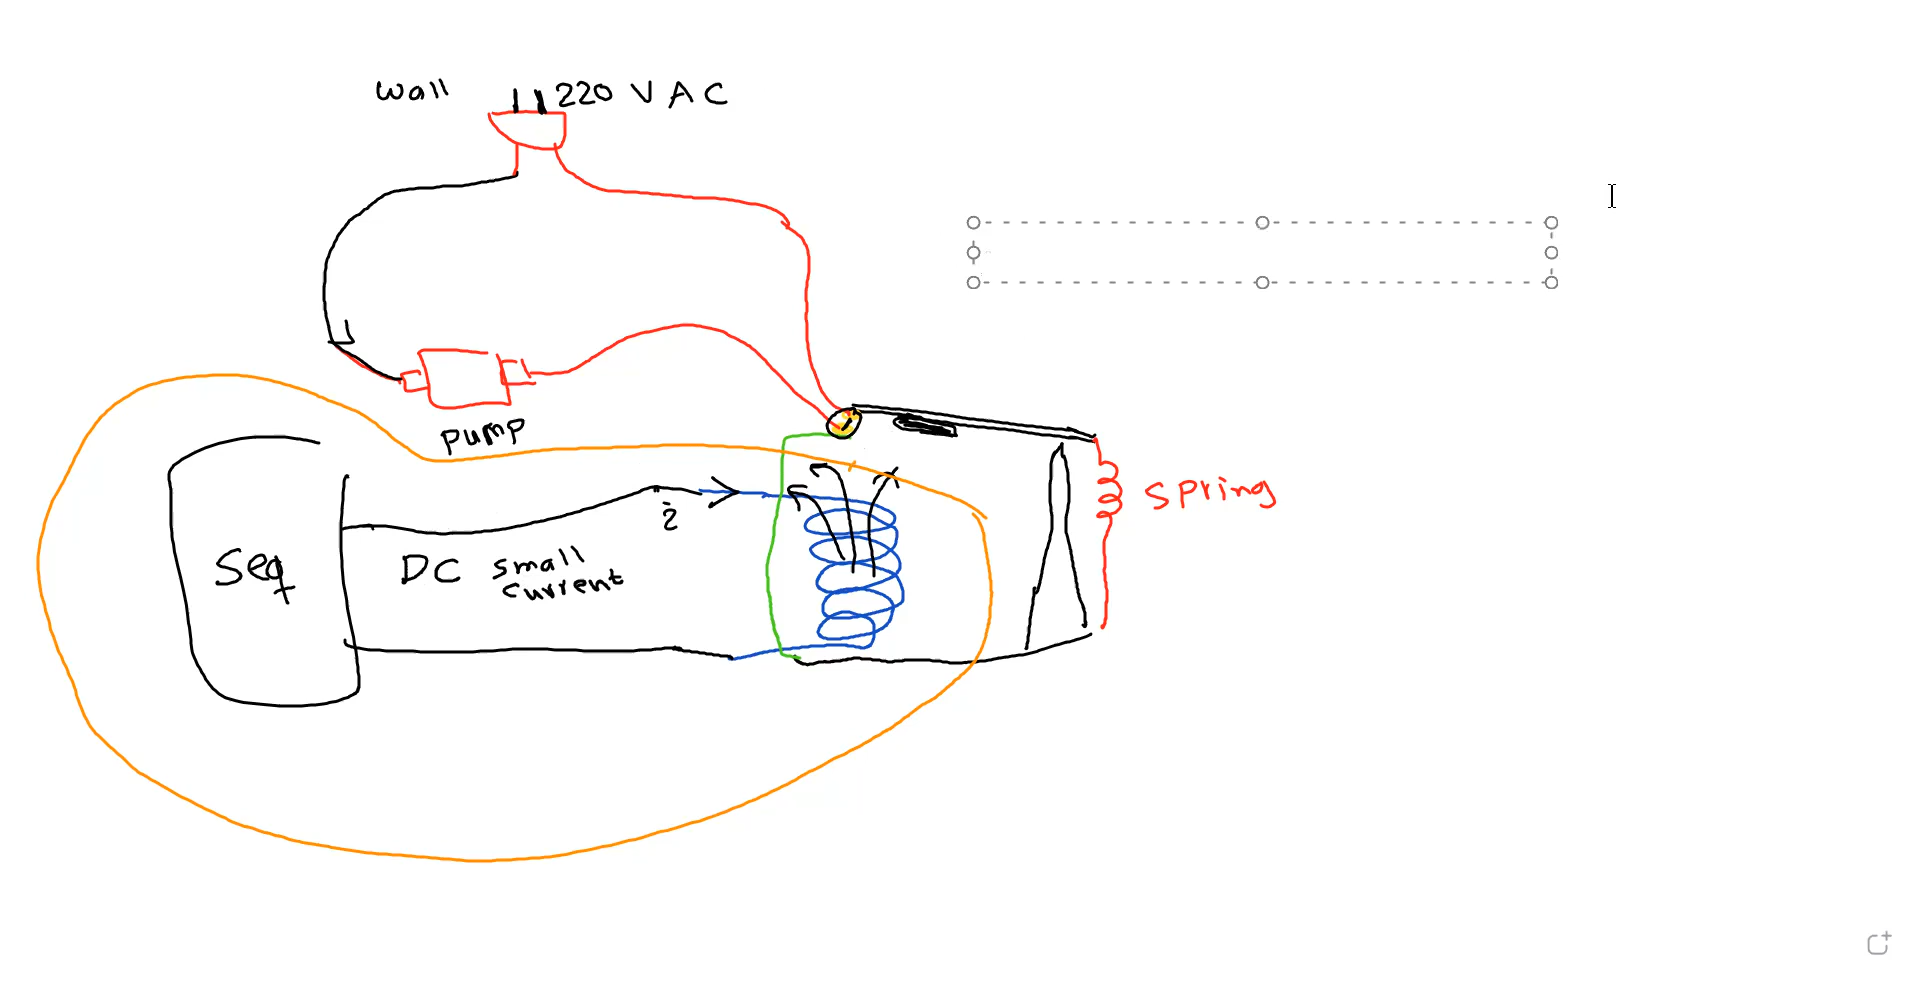 wall 220 V A C
pump
spring
Seq
DC small
current
i